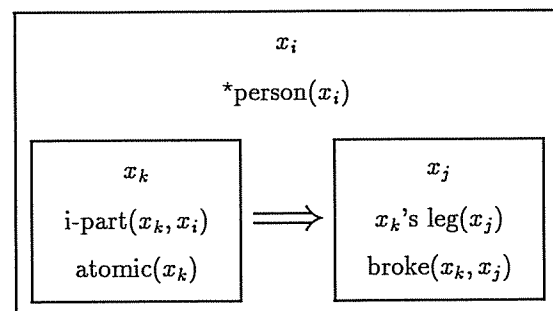 x_i
*person(x_i)
x_k
i-part(x_k, x_i)
atomic(x_k)
⟹
x_j
x_k's leg(x_j)
broke(x_k, x_j)